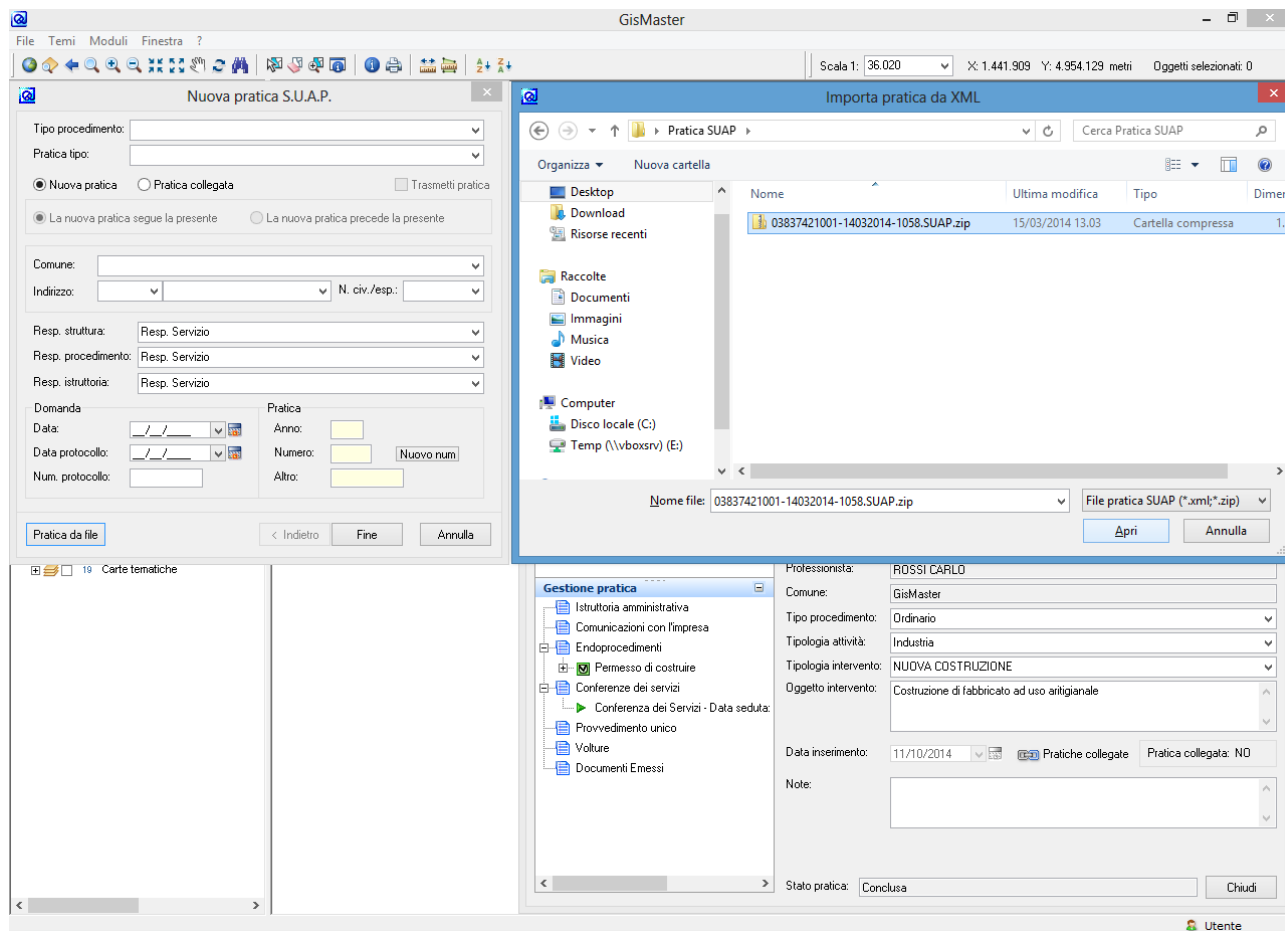 GisMaster
File Temi Moduli Finestra ?
Scala 1: 36.020 X: 1.441.909 Y: 4.954.129 metri Oggetti selezionati: 0
Nuova pratica S.U.A.P.
Tipo procedimento:
Pratica tipo:
Nuova pratica Pratica collegata Trasmetti pratica
La nuova pratica segue la presente La nuova pratica precede la presente
Comune:
Indirizzo: N. civ./esp.:
Resp. struttura: Resp. Servizio
Resp. procedimento: Resp. Servizio
Resp. istruttoria: Resp. Servizio
Domanda
Data: __/__/____
Data protocollo: __/__/____
Num. protocollo:
Pratica
Anno:
Numero: Nuovo num
Altro:
Pratica da file < Indietro Fine Annulla
Importa pratica da XML
Pratica SUAP Cerca Pratica SUAP
Organizza Nuova cartella
Desktop
Download
Risorse recenti
Raccolte
Documenti
Immagini
Musica
Video
Computer
Disco locale (C:)
Temp (\\vboxsrv) (E:)
Nome Ultima modifica Tipo Dimer
03837421001-14032014-1058.SUAP.zip 15/03/2014 13.03 Cartella compressa 1.
Nome file: 03837421001-14032014-1058.SUAP.zip File pratica SUAP (*.xml;*.zip)
Apri Annulla
19 Carte tematiche
Gestione pratica
Istruttoria amministrativa
Comunicazioni con l'impresa
Endoprocedimenti
Permesso di costruire
Conferenze dei servizi
Conferenza dei Servizi - Data seduta:
Provvedimento unico
Volture
Documenti Emessi
Professionista: ROSSI CARLO
Comune: GisMaster
Tipo procedimento: Ordinario
Tipologia attività: Industria
Tipologia intervento: NUOVA COSTRUZIONE
Oggetto intervento: Costruzione di fabbricato ad uso aritigianale
Data inserimento: 11/10/2014 Pratiche collegate Pratica collegata: NO
Note:
Stato pratica: Conclusa Chiudi
Utente